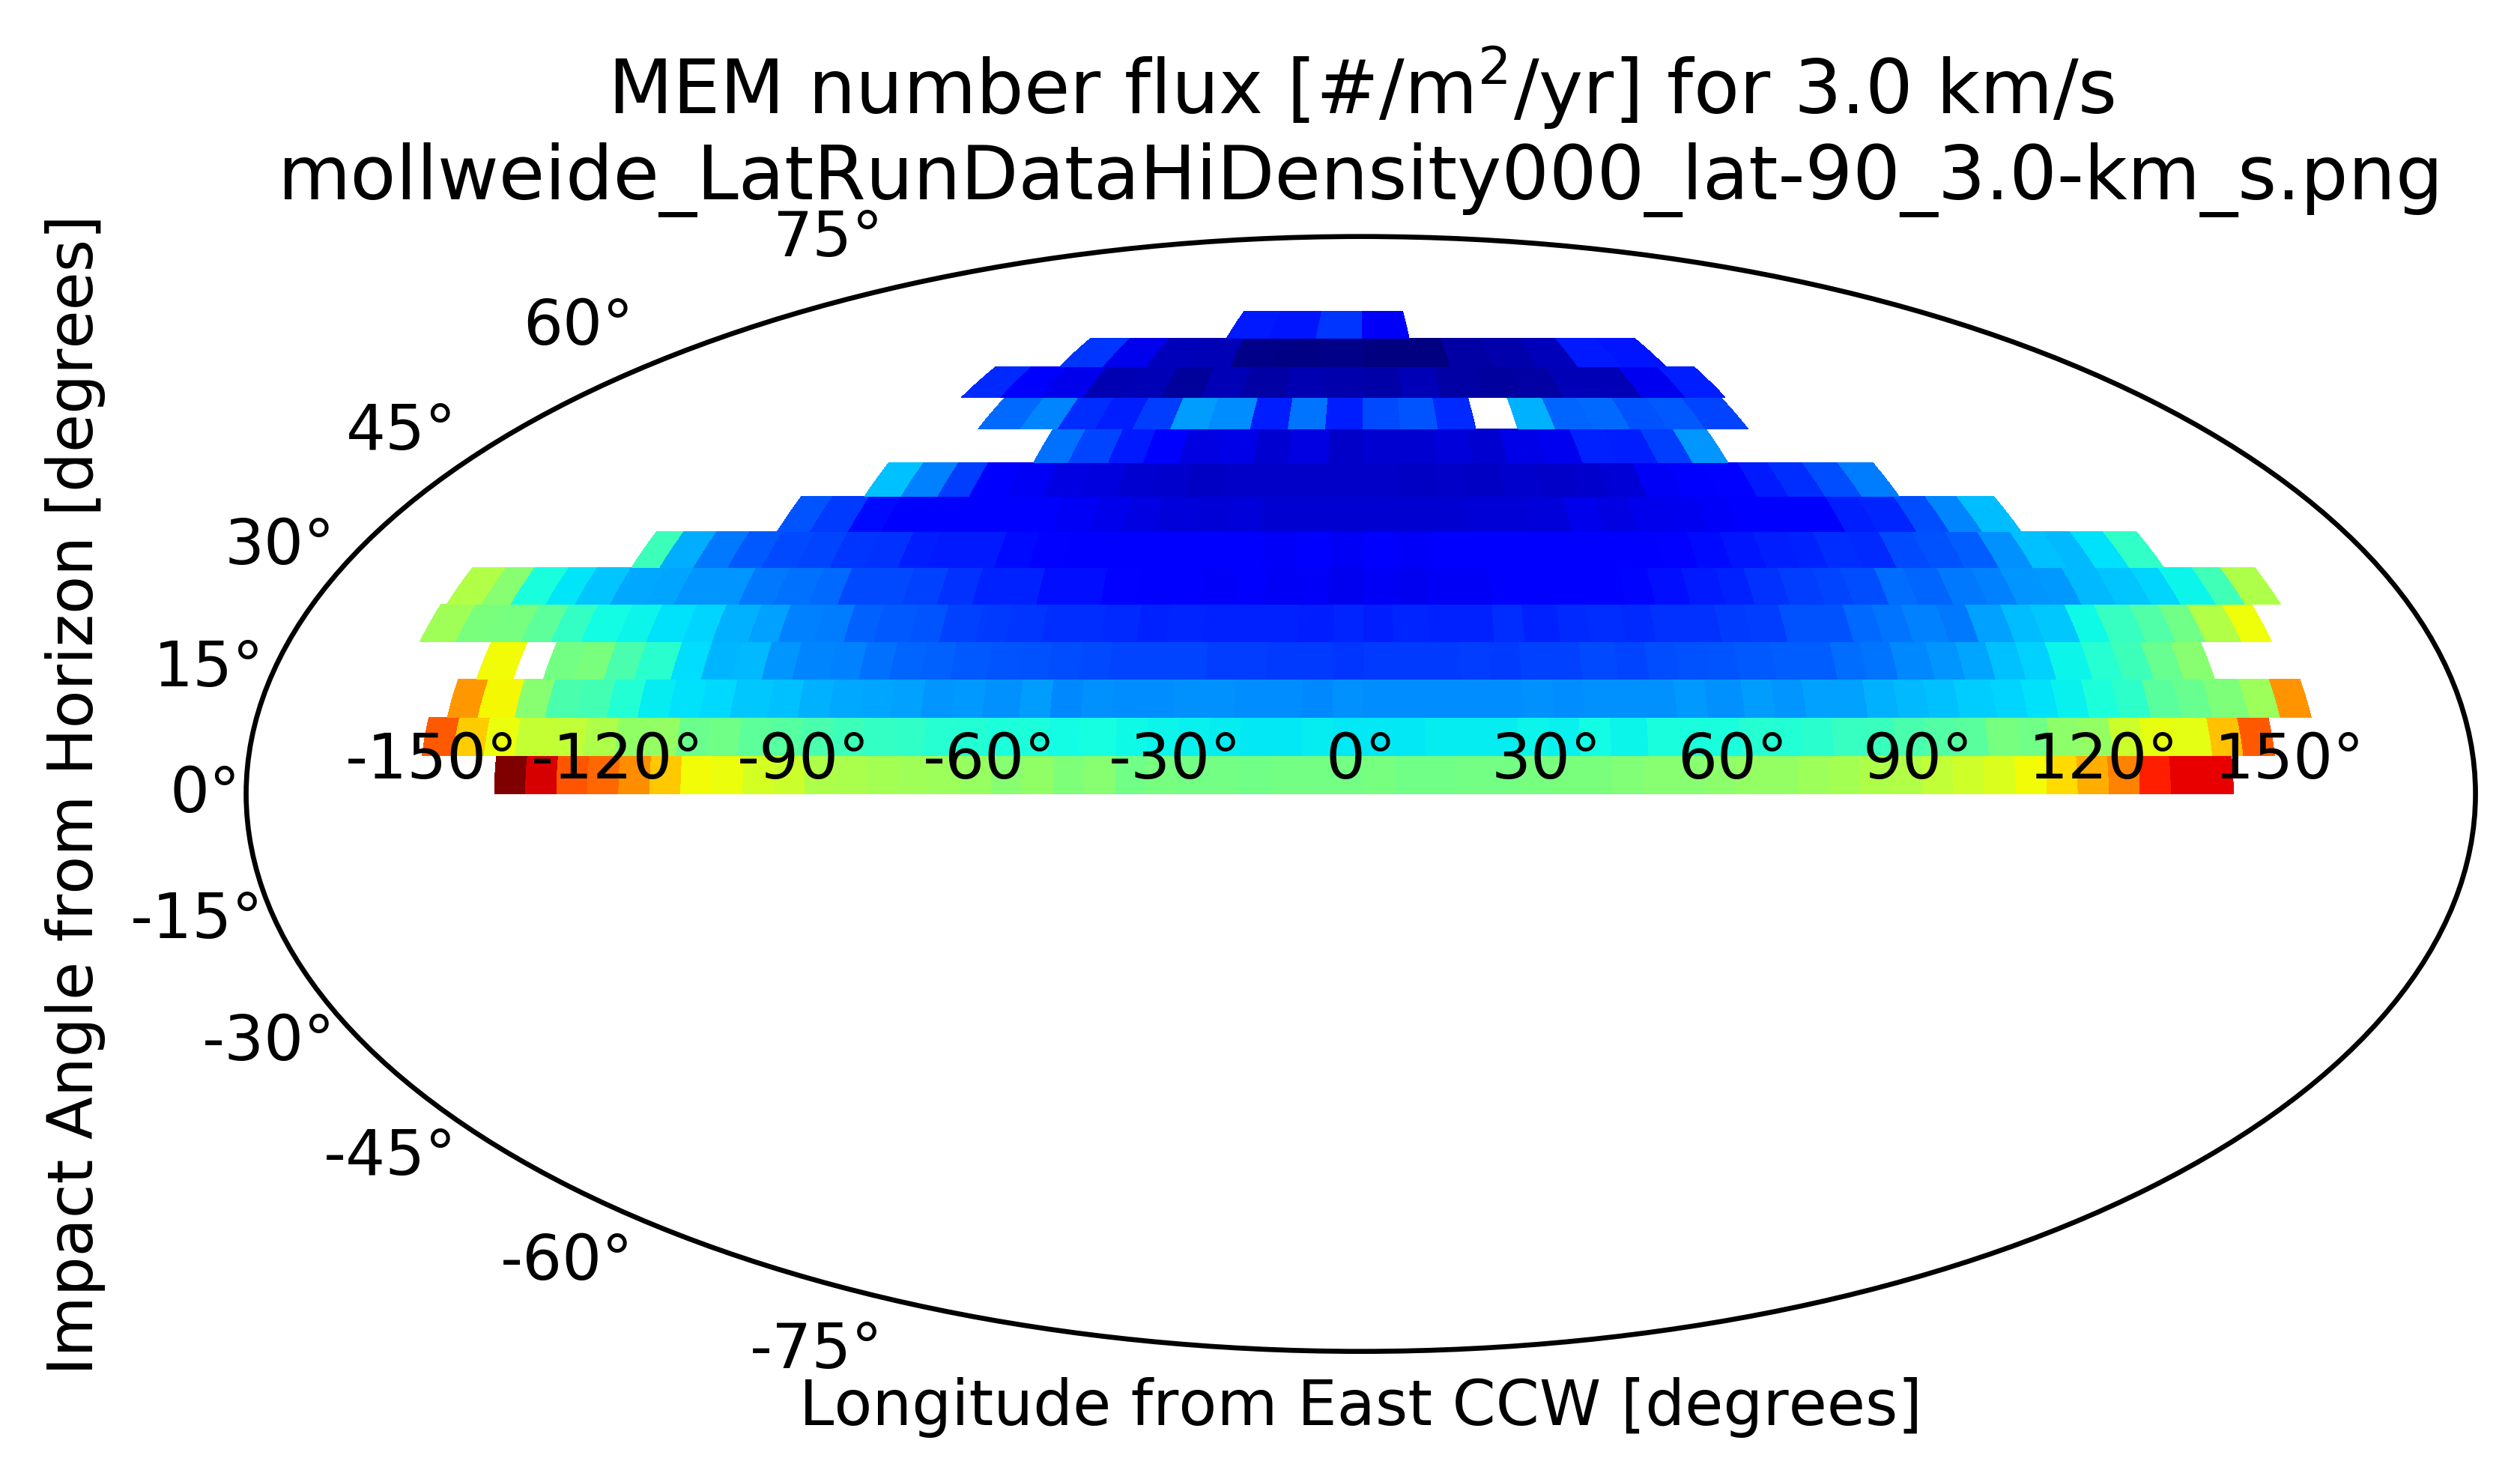 MEM number flux [#/m²/yr] for 3.0 km/s
mollweide_LatRunDataHiDensity000_lat-90_3.0-km_s.png
Impact Angle from Horizon [degrees]
75°
60°
45°
30°
15°
0°
-15°
-30°
-45°
-60°
-75°
-150° -120° -90° -60° -30° 0° 30° 60° 90° 120° 150°
Longitude from East CCW [degrees]